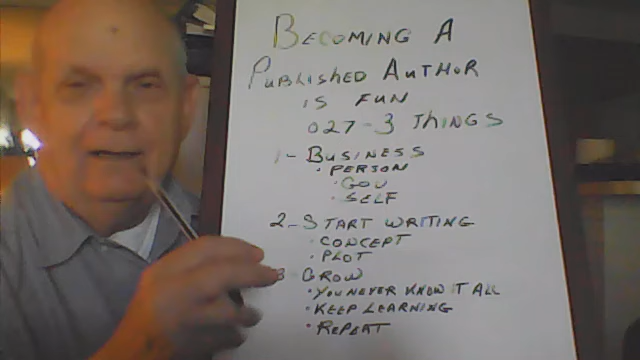 BECOMING A
PUBLISHED AUTHOR
IS FUN
027-3 THINGS
1- BUSINESS
• PERSON
• GOV
• SELF
2- START WRITING
• CONCEPT
• PLOT
3 GROW
• YOU NEVER KNOW IT ALL
• KEEP LEARNING
• REPEAT